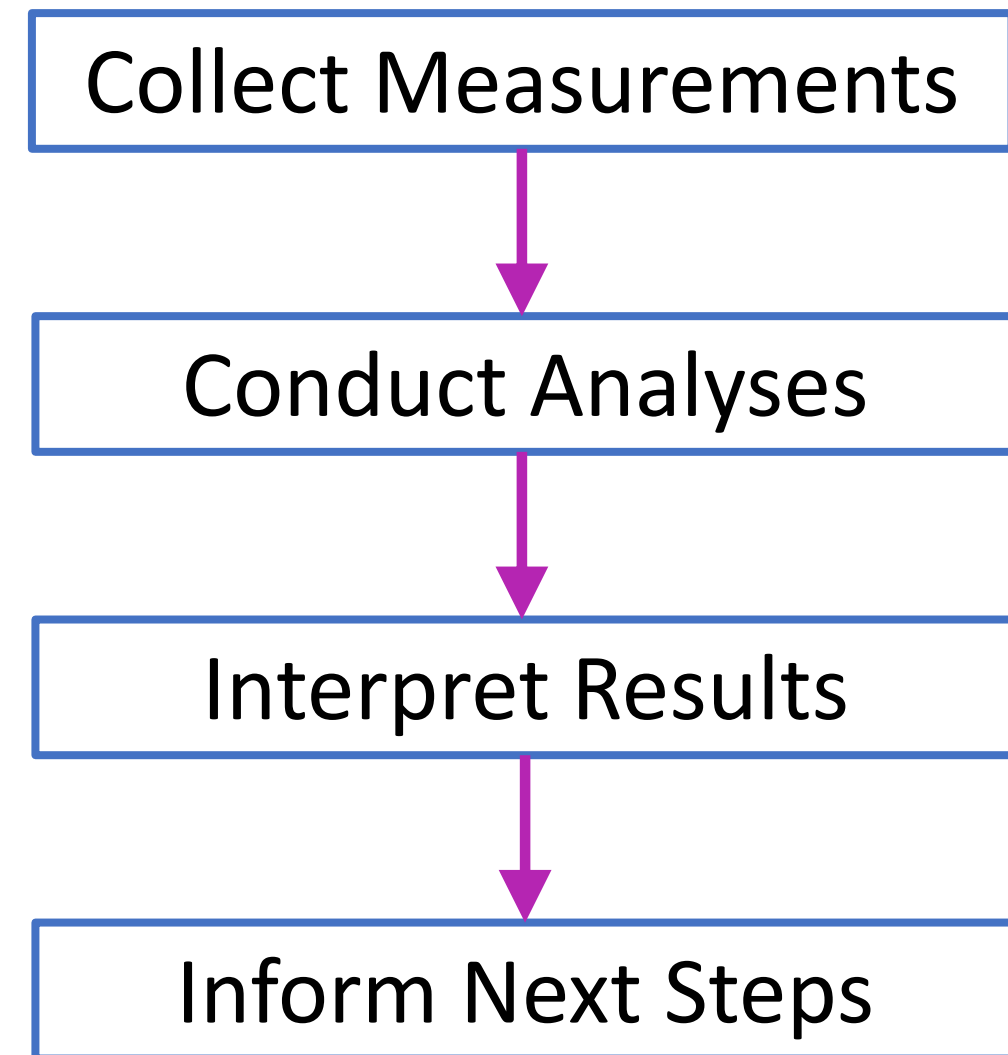 Collect Measurements
Conduct Analyses
Interpret Results
Inform Next Steps